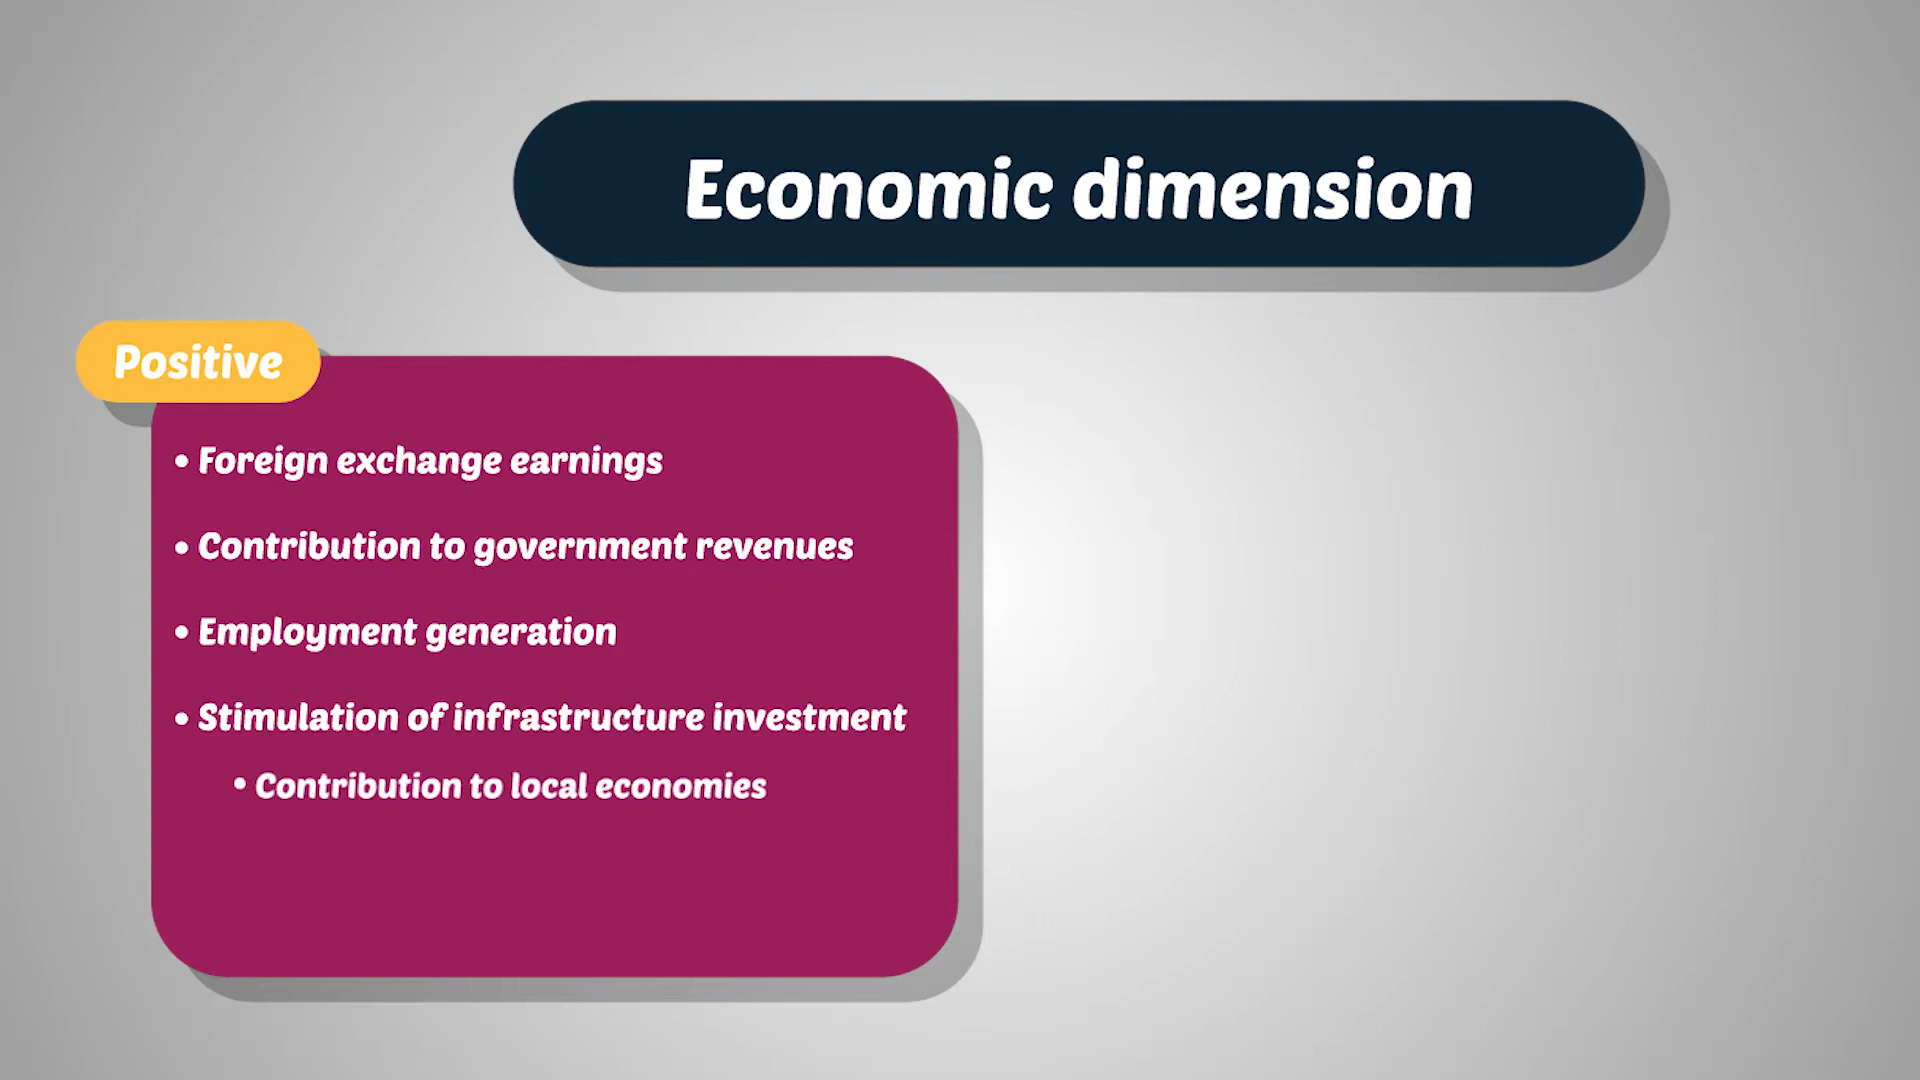 Economic dimension
Positive
• Foreign exchange earnings
• Contribution to government revenues
• Employment generation
• Stimulation of infrastructure investment
• Contribution to local economies